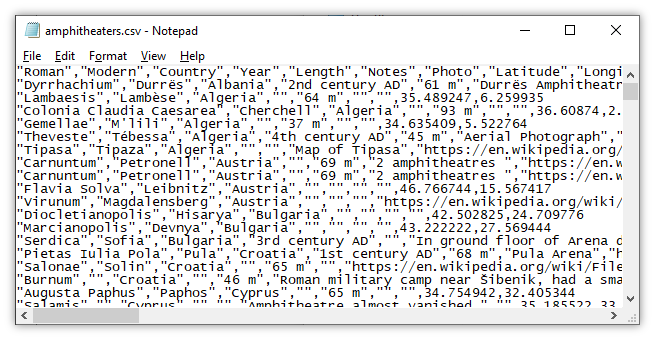 amphitheaters.csv - Notepad
File Edit Format View Help
"Roman","Modern","Country","Year","Length","Notes","Photo","Latitude","Longi
"Dyrrhachium","Durrës","Albania","2nd century AD","61 m","Durrës Amphitheatr
"Lambaesis","Lambèse","Algeria","","64 m","","",35.489247,6.259935
"Colonia Claudia Caesarea","Cherchell","Algeria","","93 m","","",36.60874,2.
"Gemellae","M'lili","Algeria","","37 m","","",34.635409,5.522764
"Theveste","Tébessa","Algeria","4th century AD","45 m","Aerial Photograph","
"Tipasa","Tipaza","Algeria","","","Map of Tipasa","https://en.wikipedia.org/
"Carnuntum","Petronell","Austria","","69 m","2 amphitheatres ","https://en.w
"Carnuntum","Petronell","Austria","","69 m","2 amphitheatres ","https://en.w
"Flavia Solva","Leibnitz","Austria","","","","",46.766744,15.567417
"Virunum","Magdalensberg","Austria","","","","https://en.wikipedia.org/wiki/
"Diocletianopolis","Hisarya","Bulgaria","","","","",42.502825,24.709776
"Marcianopolis","Devnya","Bulgaria","","","","",43.222222,27.569444
"Serdica","Sofia","Bulgaria","3rd century AD","","In ground floor of Arena d
"Pietas Iulia Pola","Pula","Croatia","1st century AD","68 m","Pula Arena","h
"Salonae","Solin","Croatia","","65 m","","https://en.wikipedia.org/wiki/File
"Burnum","","Croatia","","46 m","Roman military camp near Šibenik, had a sma
"Augusta Paphus","Paphos","Cyprus","","65 m","","",34.754942,32.405344
"Salamis","","Cyprus","","","Amphitheatre almost vanished.","",35.185522,33.